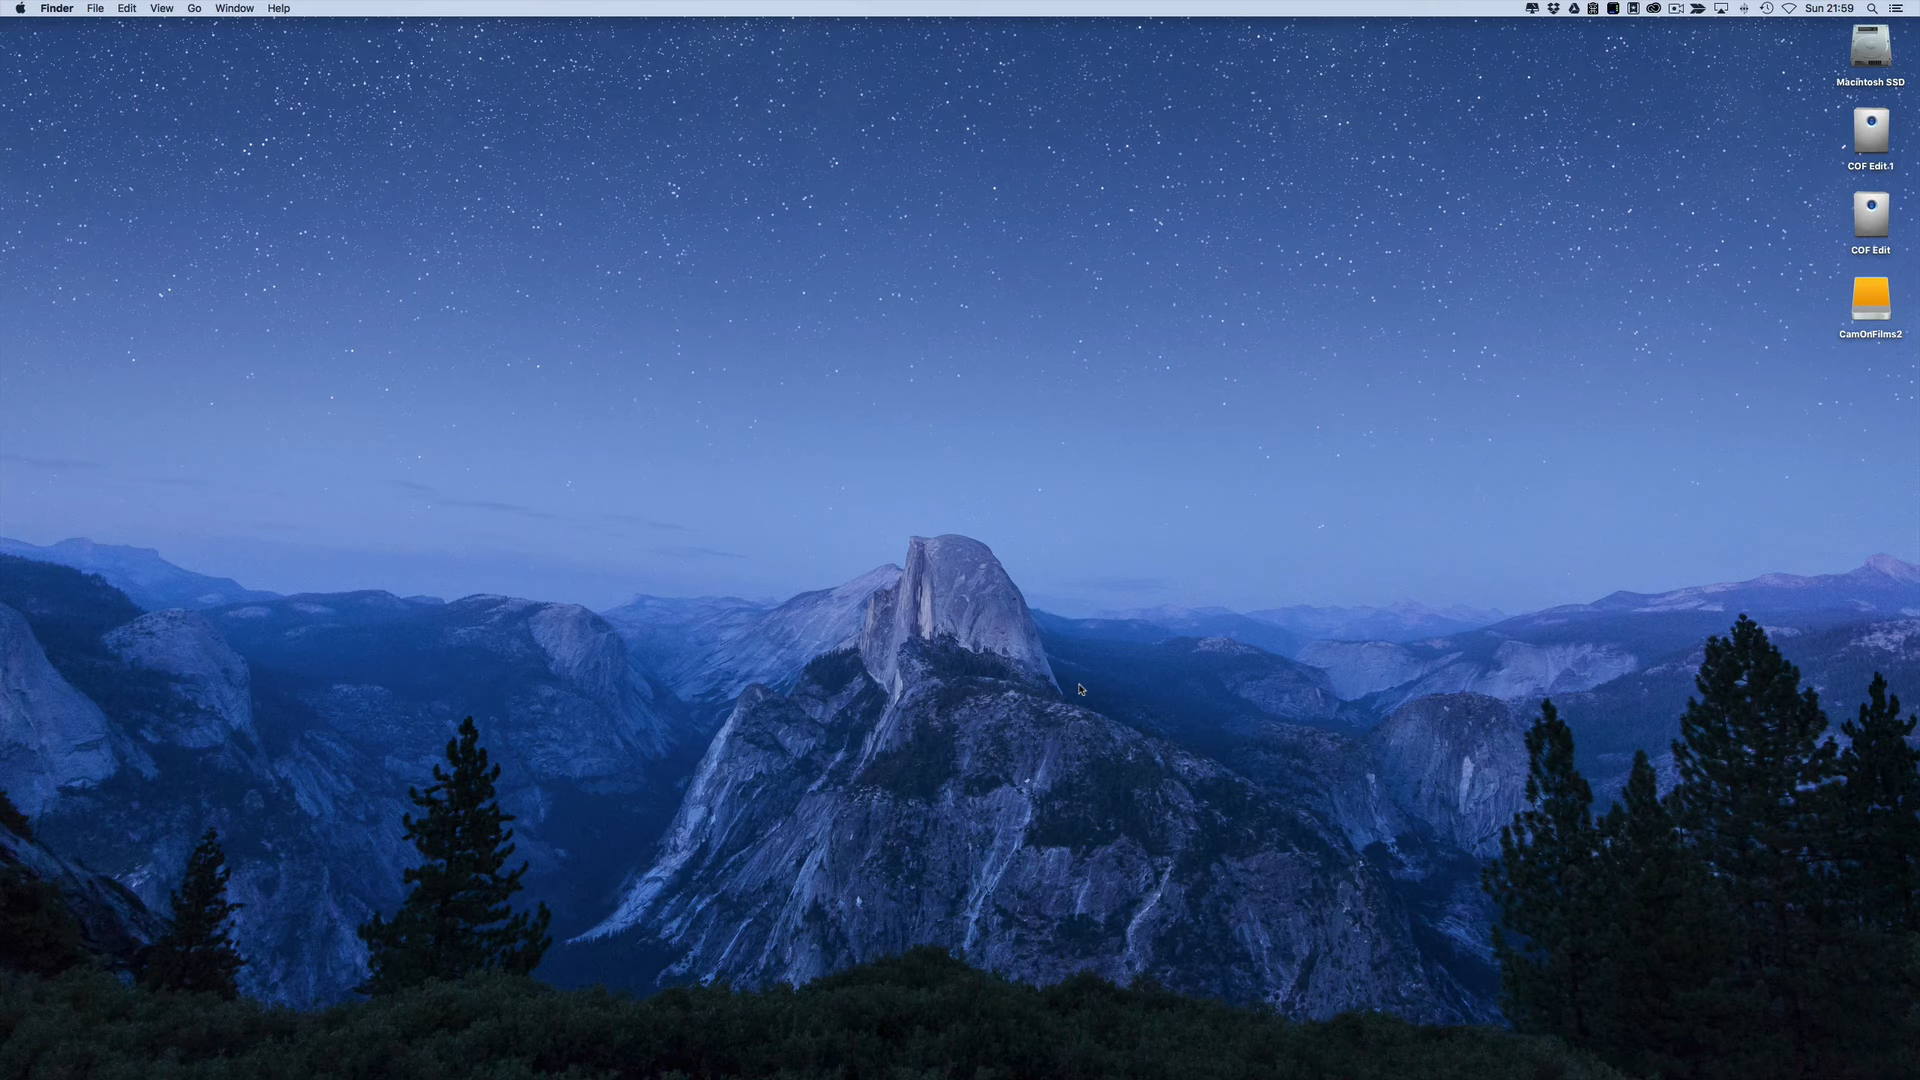 Finder File Edit View Go Window Help Sun 21:59
Macintosh SSD
COF Edit 1
COF Edit
CamOnFilms2